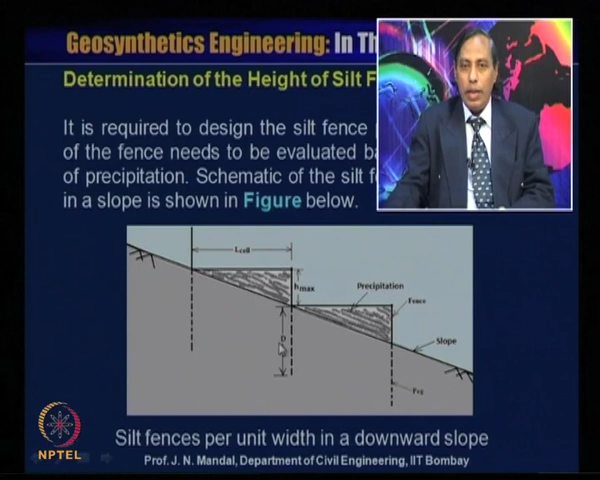 Geosynthetics Engineering: In Th
Determination of the Height of Silt F
It is required to design the silt fence p
of the fence needs to be evaluated ba
of precipitation. Schematic of the silt fe
in a slope is shown in Figure below.
Lcell
hmax
Precipitation
Fence
Slope
D
Silt fences per unit width in a downward slope
NPTEL
Prof. J. N. Mandal, Department of Civil Engineering, IIT Bombay